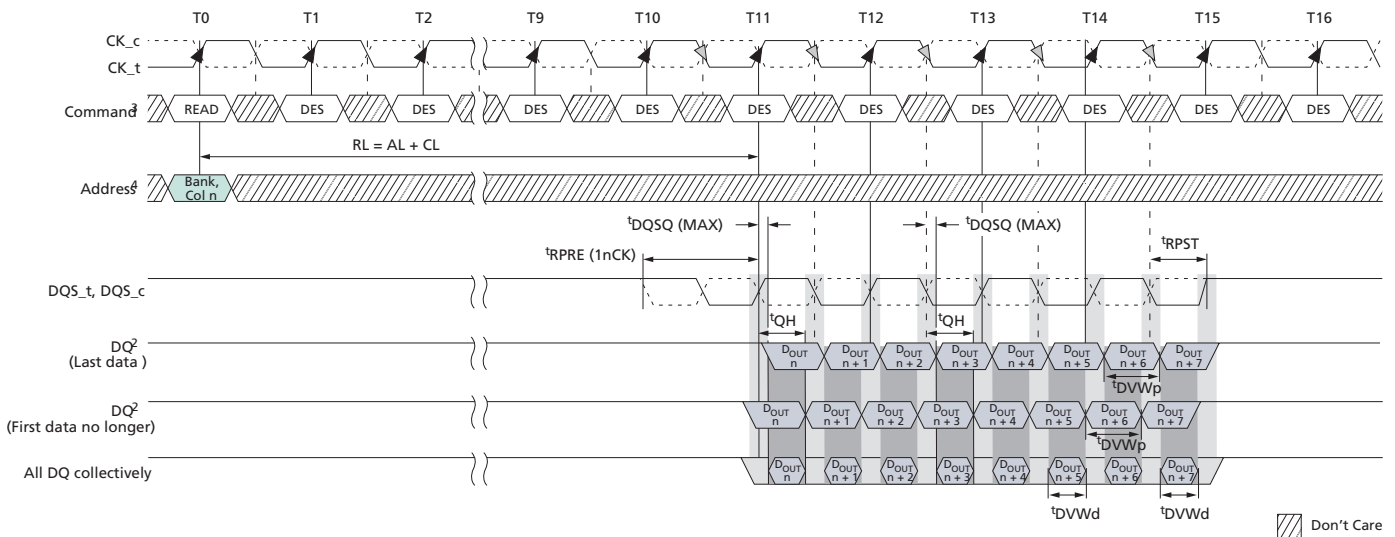 T0 T1 T2 T9 T10 T11 T12 T13 T14 T15 T16
CK_c
CK_t
Command3 READ DES DES DES DES DES DES DES DES DES DES
RL = AL + CL
Address4 Bank, Col n
tDQSQ (MAX) tDQSQ (MAX)
tRPRE (1nCK) tRPST
DQS_t, DQS_c
tQH tQH
DQ2 (Last data ) DOUT n DOUT n + 1 DOUT n + 2 DOUT n + 3 DOUT n + 4 DOUT n + 5 DOUT n + 6 DOUT n + 7
tDVWp
DQ2 (First data no longer) DOUT n DOUT n + 1 DOUT n + 2 DOUT n + 3 DOUT n + 4 DOUT n + 5 DOUT n + 6 DOUT n + 7
tDVWp
All DQ collectively DOUT n DOUT n + 1 DOUT n + 2 DOUT n + 3 DOUT n + 4 DOUT n + 5 DOUT n + 6 DOUT n + 7
tDVWd tDVWd
Don't Care